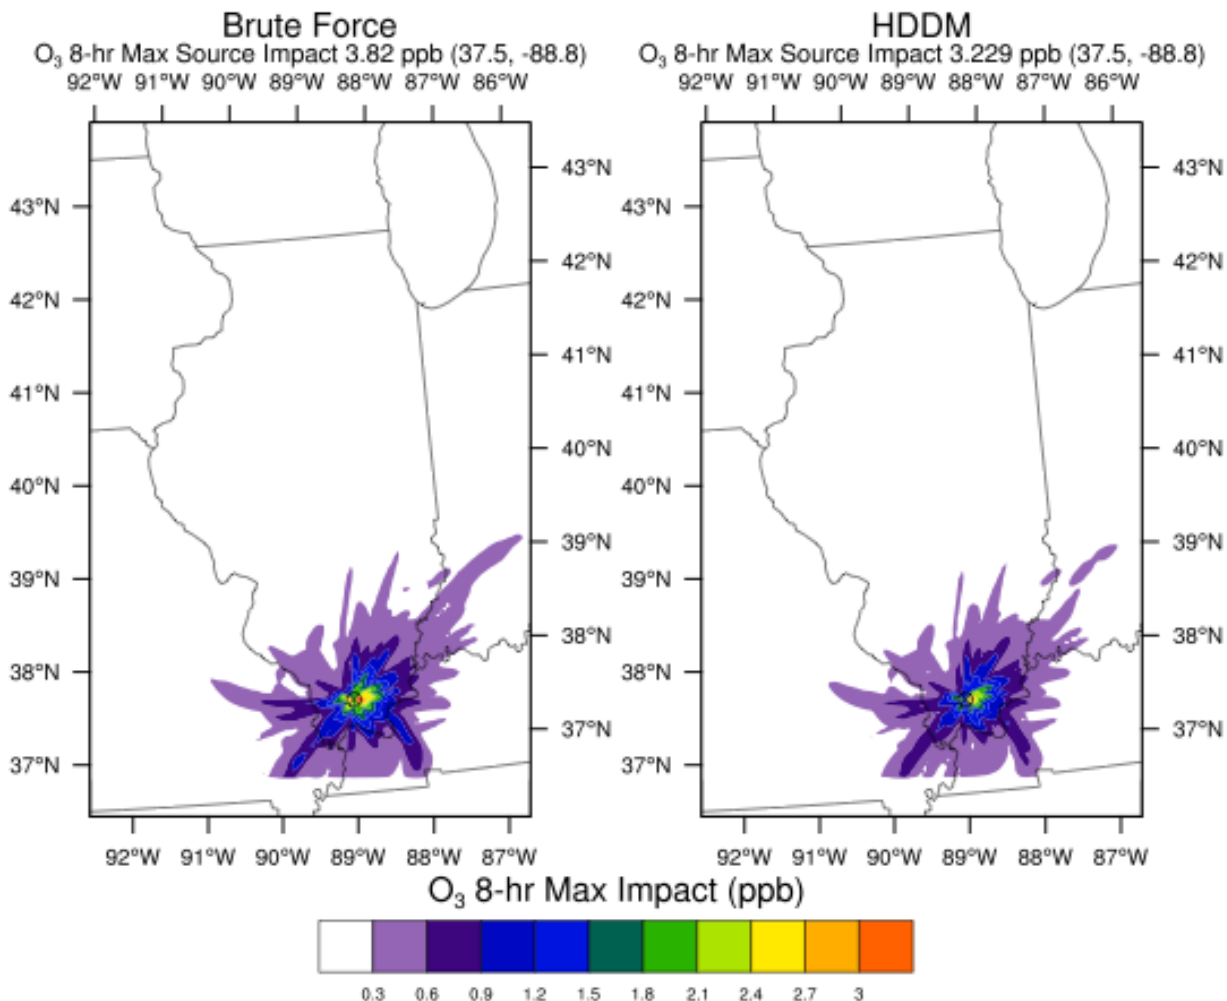 Brute Force
O3 8-hr Max Source Impact 3.82 ppb (37.5, -88.8)
92°W 91°W 90°W 89°W 88°W 87°W 86°W
43°N
43°N
42°N
42°N
41°N
41°N
40°N
40°N
39°N
39°N
38°N
38°N
37°N
37°N
92°W 91°W 90°W 89°W 88°W 87°W
HDDM
O3 8-hr Max Source Impact 3.229 ppb (37.5, -88.8)
92°W 91°W 90°W 89°W 88°W 87°W 86°W
43°N
43°N
42°N
42°N
41°N
41°N
40°N
40°N
39°N
39°N
38°N
38°N
37°N
37°N
92°W 91°W 90°W 89°W 88°W 87°W
O3 8-hr Max Impact (ppb)
0.3 0.6 0.9 1.2 1.5 1.8 2.1 2.4 2.7 3